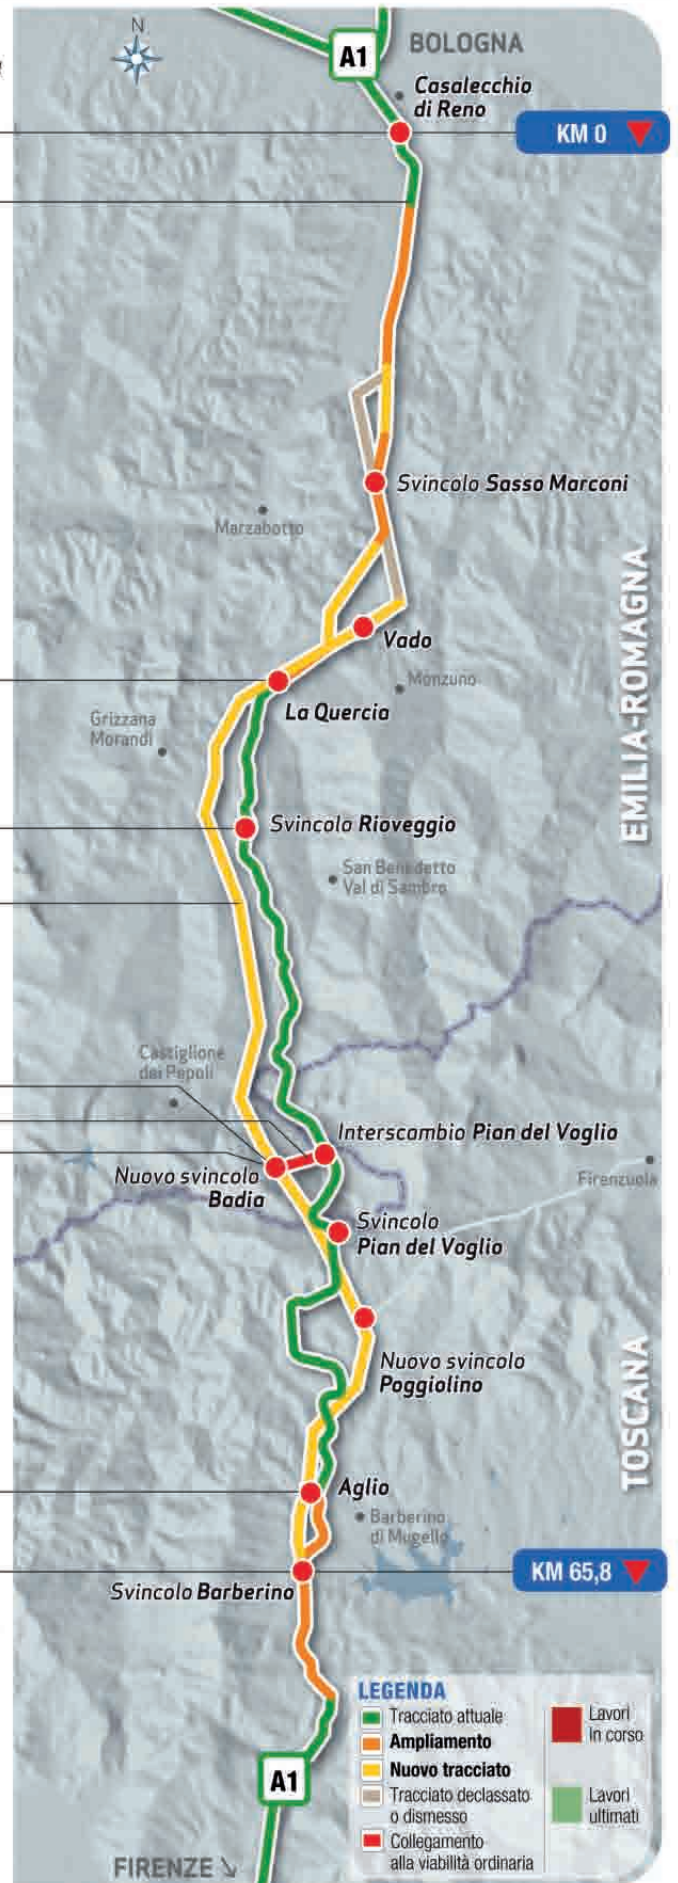 N
A1
BOLOGNA
Casalecchio
di Reno
KM 0
Svincolo Sasso Marconi
Marzabotto
EMILIA-ROMAGNA
Vado
Monzuno
La Quercia
Grizzana
Morandi
Svincolo Rioveggio
San Benedetto
Val di Sambro
Castiglione
dei Pepoli
Interscambio Pian del Voglio
Nuovo svincolo
Badia
Firenzuola
Svincolo
Pian del Voglio
Nuovo svincolo
Poggiolino
TOSCANA
Aglio
Barberino
di Mugello
KM 65,8
Svincolo Barberino
LEGENDA
Tracciato attuale
Ampliamento
Nuovo tracciato
Tracciato declassato
o dismesso
Collegamento
alla viabilità ordinaria
Lavori
In corso
Lavori
ultimati
A1
FIRENZE